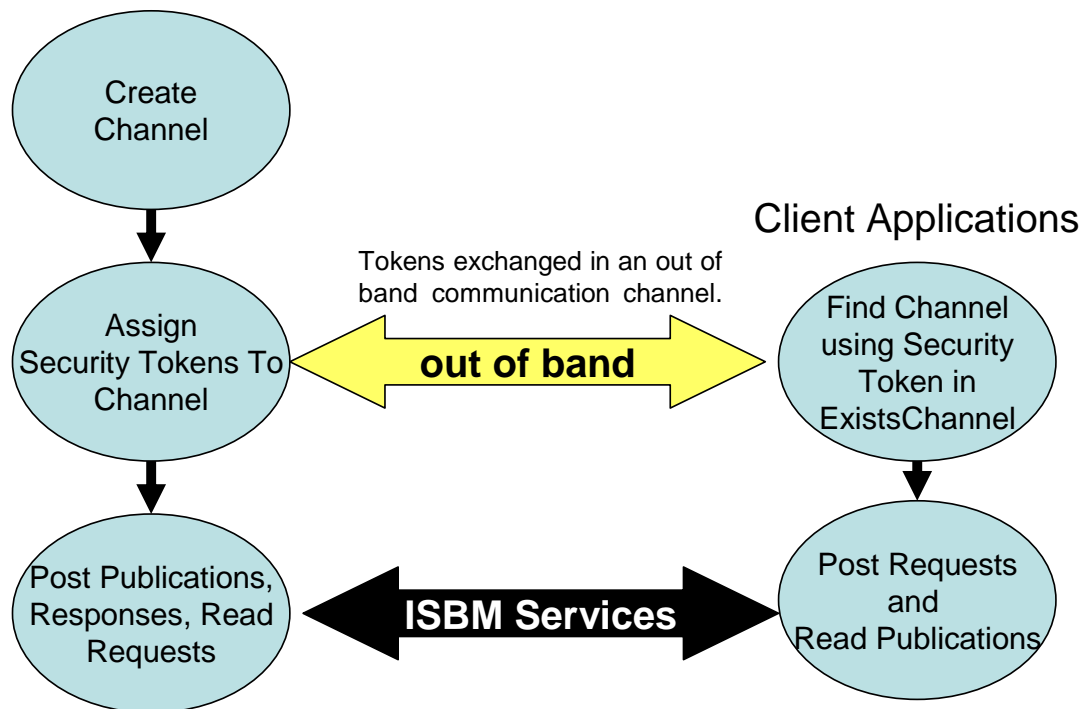 Create
Channel
Client Applications
Tokens exchanged in an out of
band communication channel.
Assign
Security Tokens To
Channel
out of band
Find Channel
using Security
Token in
ExistsChannel
Post Publications,
Responses, Read
Requests
ISBM Services
Post Requests
and
Read Publications